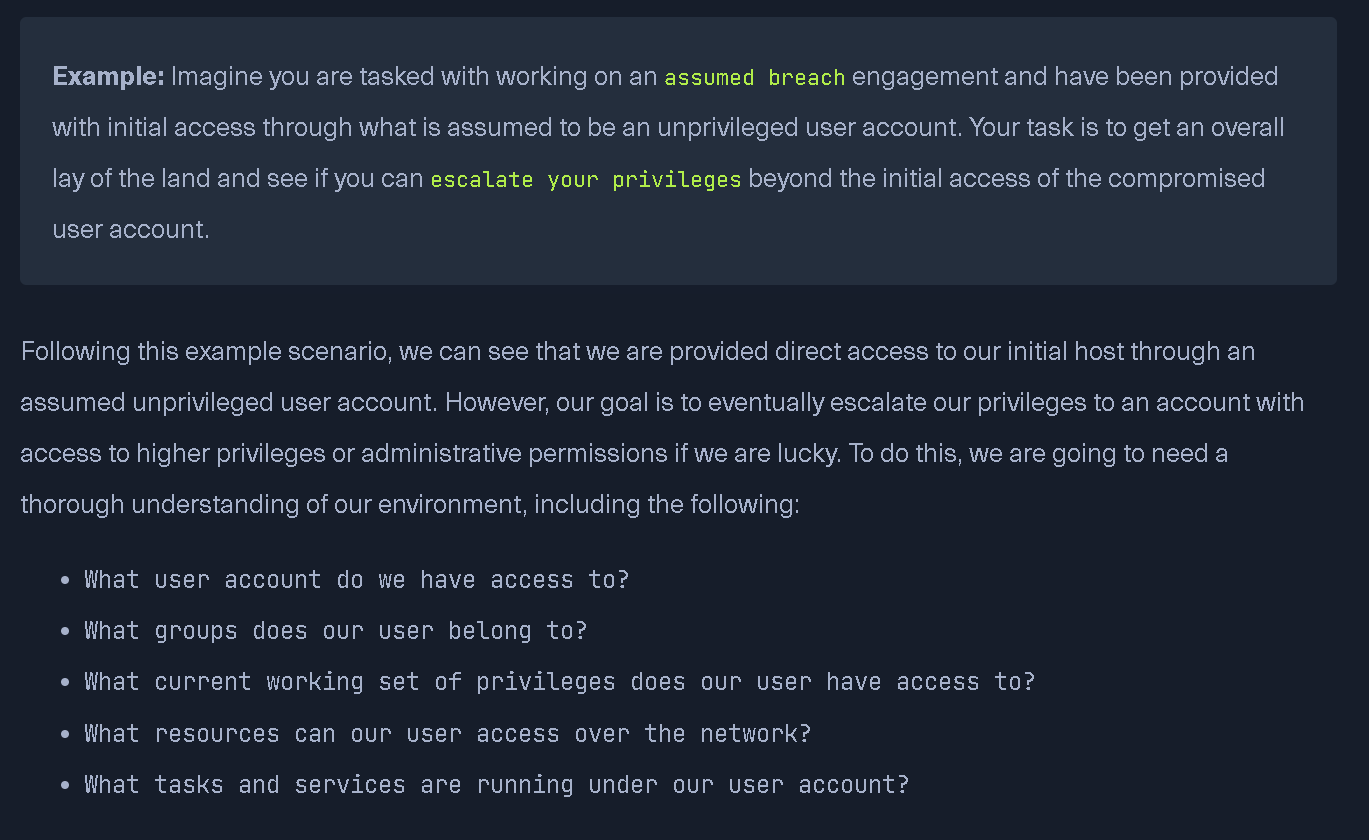 Example: Imagine you are tasked with working on an assumed breach engagement and have been provided
with initial access through what is assumed to be an unprivileged user account. Your task is to get an overall
lay of the land and see if you can escalate your privileges beyond the initial access of the compromised
user account.
Following this example scenario, we can see that we are provided direct access to our initial host through an
assumed unprivileged user account. However, our goal is to eventually escalate our privileges to an account with
access to higher privileges or administrative permissions if we are lucky. To do this, we are going to need a
thorough understanding of our environment, including the following:
• What user account do we have access to?
• What groups does our user belong to?
• What current working set of privileges does our user have access to?
• What resources can our user access over the network?
• What tasks and services are running under our user account?